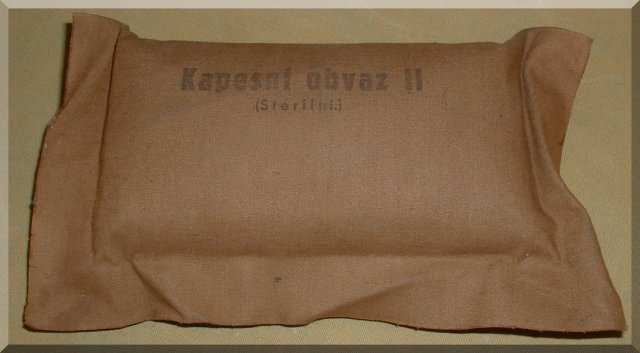 Kapesní obvaz II
(Sterilní.)